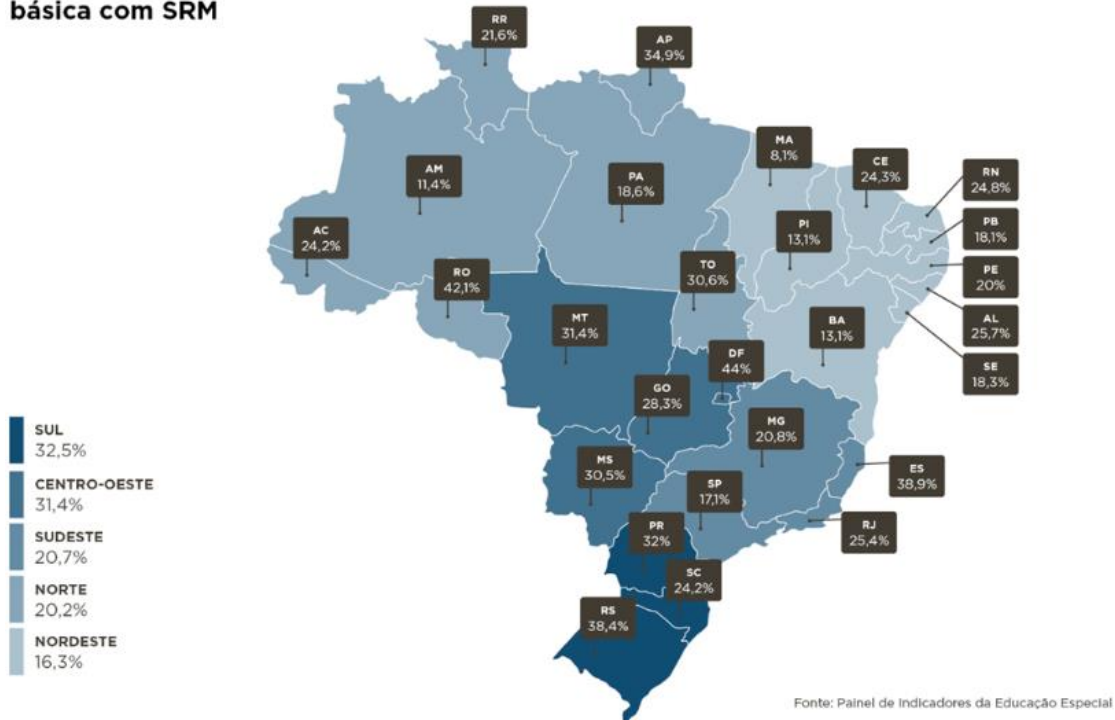 básica com SRM
RR
21,6%
AP
34,9%
MA
8,1%
CE
24,3%
RN
24,8%
AM
11,4%
PA
18,6%
PI
13,1%
PB
18,1%
AC
24,2%
RO
42,1%
TO
30,6%
PE
20%
MT
31,4%
BA
13,1%
AL
25,7%
DF
44%
SE
18,3%
GO
28,3%
MG
20,8%
MS
30,5%
SP
17,1%
ES
38,9%
PR
32%
RJ
25,4%
SC
24,2%
RS
38,4%
SUL
32,5%
CENTRO-OESTE
31,4%
SUDESTE
20,7%
NORTE
20,2%
NORDESTE
16,3%
Fonte: Painel de Indicadores da Educação Especial